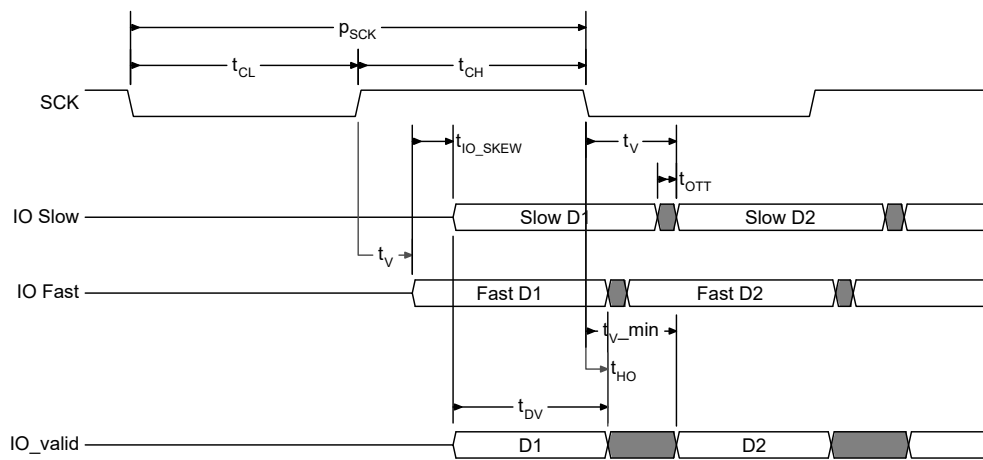 pSCK
tCL tCH
SCK
tIO_SKEW tV
tOTT
IO Slow Slow D1 Slow D2
tV
IO Fast Fast D1 Fast D2
tV_min
tHO
tDV
IO_valid D1 D2